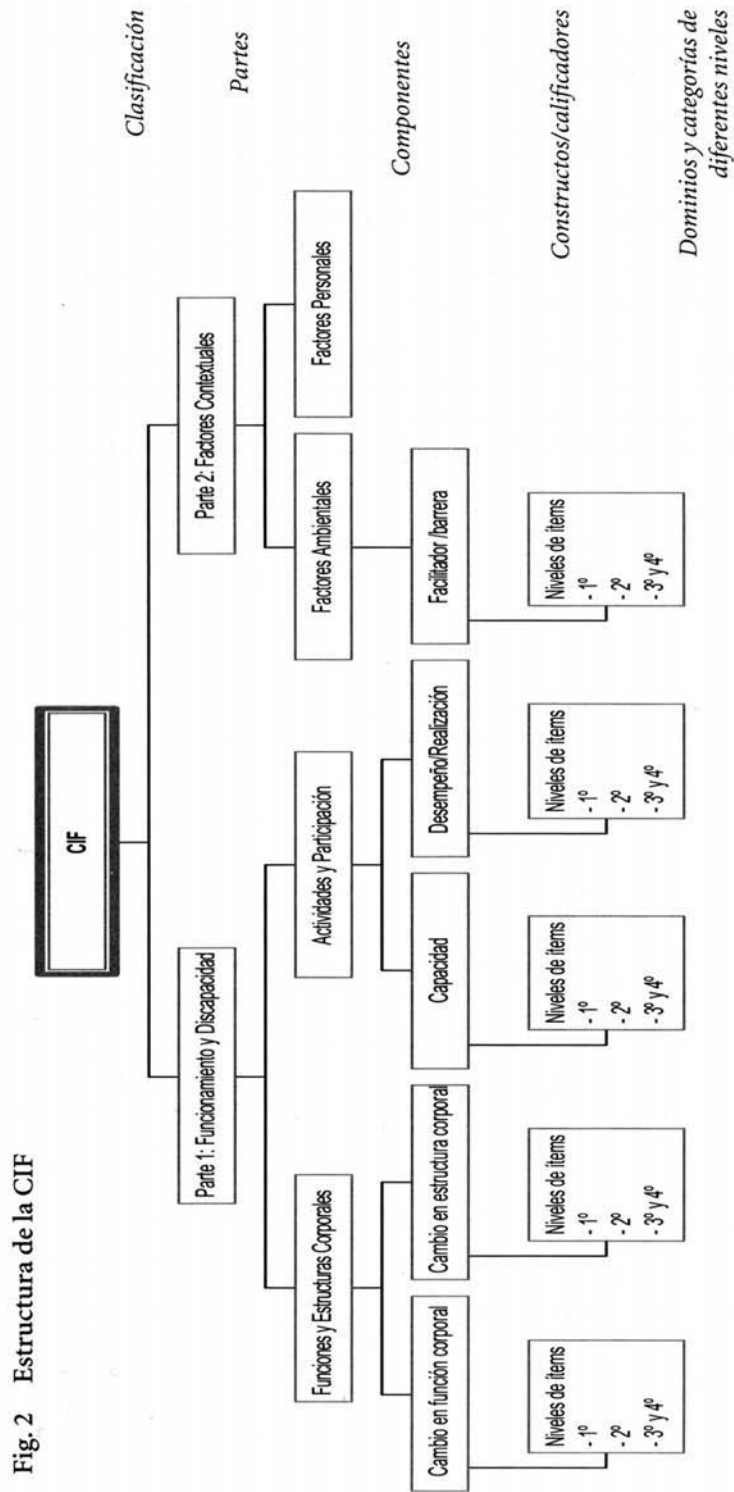 Fig. 2 Estructura de la CIF
CIF
Clasificación
Parte 1: Funcionamiento y Discapacidad
Parte 2: Factores Contextuales
Partes
Funciones y Estructuras Corporales
Actividades y Participación
Factores Ambientales
Factores Personales
Componentes
Cambio en función corporal
Cambio en estructura corporal
Capacidad
Desempeño/Realización
Facilitador /barrera
Constructos/calificadores
Niveles de ítems
- 1º
- 2º
- 3º y 4º
Niveles de ítems
- 1º
- 2º
- 3º y 4º
Niveles de ítems
- 1º
- 2º
- 3º y 4º
Niveles de ítems
- 1º
- 2º
- 3º y 4º
Niveles de ítems
- 1º
- 2º
- 3º y 4º
Dominios y categorías de
diferentes niveles